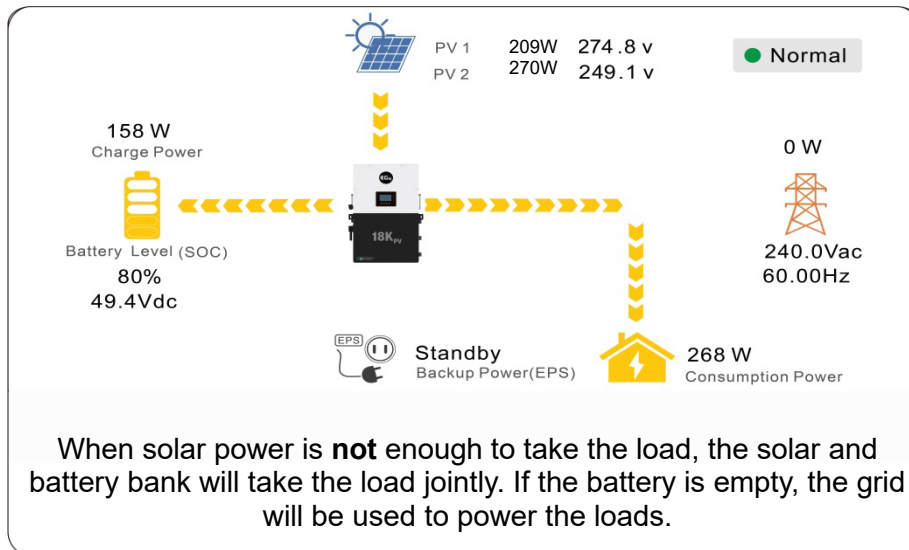 PV 1 209W 274.8 v
PV 2 270W 249.1 v
Normal
158 W
Charge Power
0 W
EG4
18KPV
Battery Level (SOC)
80%
49.4Vdc
240.0Vac
60.00Hz
EPS
Standby
Backup Power(EPS)
268 W
Consumption Power
When solar power is not enough to take the load, the solar and
battery bank will take the load jointly. If the battery is empty, the grid
will be used to power the loads.